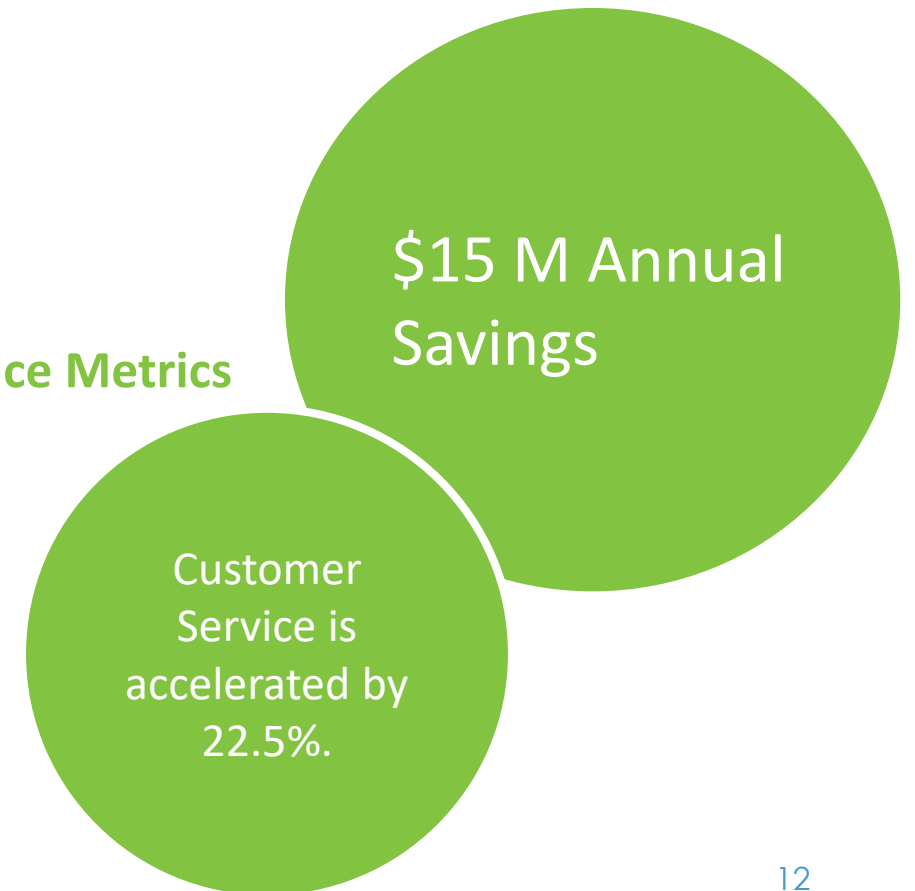 $15 M Annual
Savings
ce Metrics
Customer
Service is
accelerated by
22.5%.
12